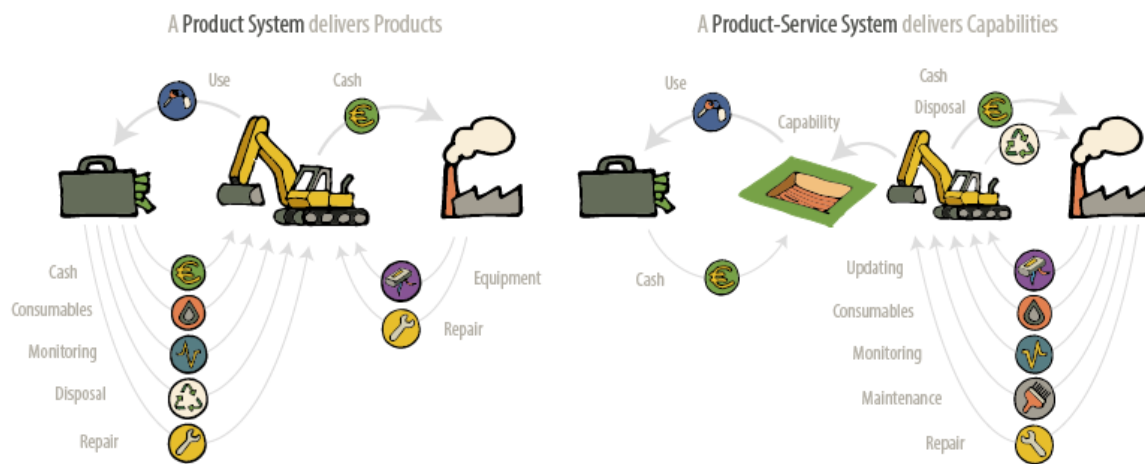 A Product System delivers Products
Use
Cash
Cash
Consumables
Monitoring
Disposal
Repair
Equipment
Repair
A Product-Service System delivers Capabilities
Use
Capability
Cash
Disposal
Cash
Updating
Consumables
Monitoring
Maintenance
Repair